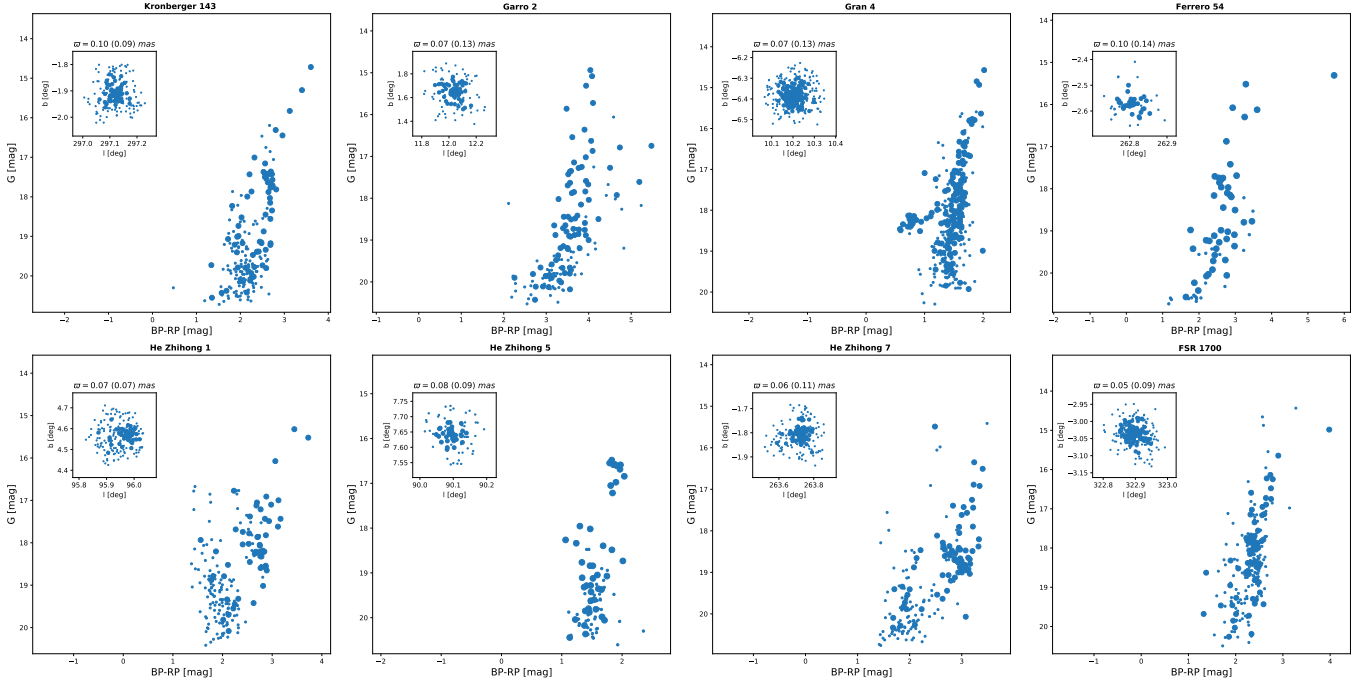 Kronberger 143
ϖ = 0.10 (0.09) mas
b [deg]
−1.8
−1.9
−2.0
297.0 297.1 297.2
l [deg]
G [mag]
14
15
16
17
18
19
20
−2 −1 0 1 2 3 4
BP-RP [mag]
Garro 2
ϖ = 0.07 (0.13) mas
b [deg]
1.8
1.6
1.4
11.8 12.0 12.2
l [deg]
G [mag]
14
15
16
17
18
19
20
−1 0 1 2 3 4 5
BP-RP [mag]
Gran 4
ϖ = 0.07 (0.13) mas
b [deg]
−6.2
−6.3
−6.4
−6.5
10.1 10.2 10.3 10.4
l [deg]
G [mag]
14
15
16
17
18
19
20
−2 −1 0 1 2
BP-RP [mag]
Ferrero 54
ϖ = 0.10 (0.14) mas
b [deg]
−2.4
−2.5
−2.6
262.8 262.9
l [deg]
G [mag]
14
15
16
17
18
19
20
−2 −1 0 1 2 3 4 5 6
BP-RP [mag]
He Zhihong 1
ϖ = 0.07 (0.07) mas
b [deg]
4.7
4.6
4.5
4.4
95.8 95.9 96.0
l [deg]
G [mag]
14
15
16
17
18
19
20
−1 0 1 2 3 4
BP-RP [mag]
He Zhihong 5
ϖ = 0.08 (0.09) mas
b [deg]
7.75
7.70
7.65
7.60
7.55
90.0 90.1 90.2
l [deg]
G [mag]
15
16
17
18
19
20
−2 −1 0 1 2
BP-RP [mag]
He Zhihong 7
ϖ = 0.06 (0.11) mas
b [deg]
−1.7
−1.8
−1.9
263.6 263.8
l [deg]
G [mag]
14
15
16
17
18
19
20
−1 0 1 2 3
BP-RP [mag]
FSR 1700
ϖ = 0.05 (0.09) mas
b [deg]
−2.95
−3.00
−3.05
−3.10
−3.15
322.8 322.9 323.0
l [deg]
G [mag]
14
15
16
17
18
19
20
−1 0 1 2 3 4
BP-RP [mag]